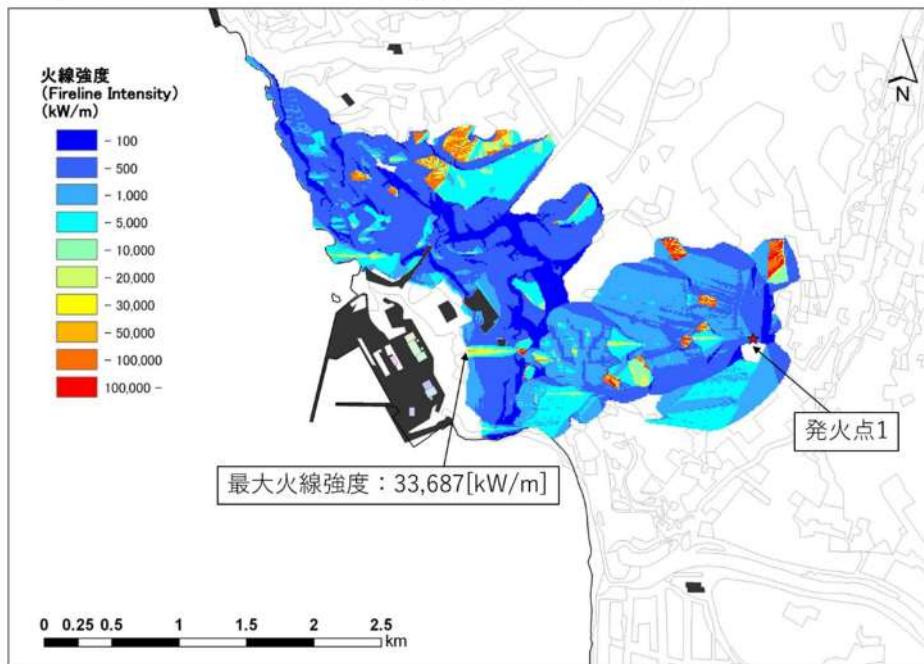 火線強度
(Fireline Intensity)
(kW/m)
- 100
- 500
- 1,000
- 5,000
- 10,000
- 20,000
- 30,000
- 50,000
- 100,000
100,000 -
N
発火点1
最大火線強度：33,687[kW/m]
0 0.25 0.5 1 1.5 2 2.5
km